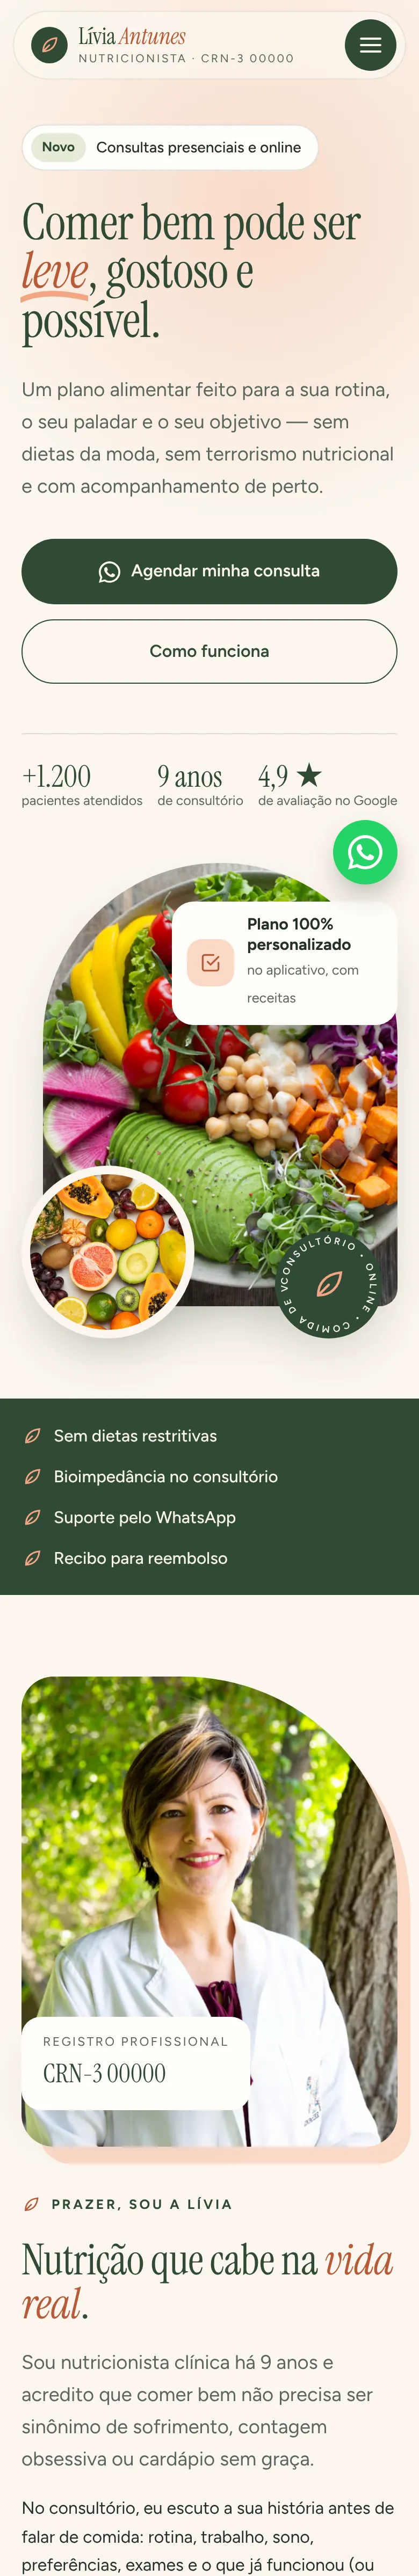 Lívia Antunes
NUTRICIONISTA · CRN-3 00000
Novo Consultas presenciais e online
Comer bem pode ser
leve, gostoso e
possível.
Um plano alimentar feito para a sua rotina,
o seu paladar e o seu objetivo — sem
dietas da moda, sem terrorismo nutricional
e com acompanhamento de perto.
Agendar minha consulta
Como funciona
+1.200
pacientes atendidos
9 anos
de consultório
4,9 ★
de avaliação no Google
Plano 100%
personalizado
no aplicativo, com
receitas
CONSULTÓRIO • ONLINE • COMIDA DE V
Sem dietas restritivas
Bioimpedância no consultório
Suporte pelo WhatsApp
Recibo para reembolso
REGISTRO PROFISSIONAL
CRN-3 00000
PRAZER, SOU A LÍVIA
Nutrição que cabe na vida
real.
Sou nutricionista clínica há 9 anos e
acredito que comer bem não precisa ser
sinônimo de sofrimento, contagem
obsessiva ou cardápio sem graça.
No consultório, eu escuto a sua história antes de
falar de comida: rotina, trabalho, sono,
preferências, exames e o que já funcionou (ou